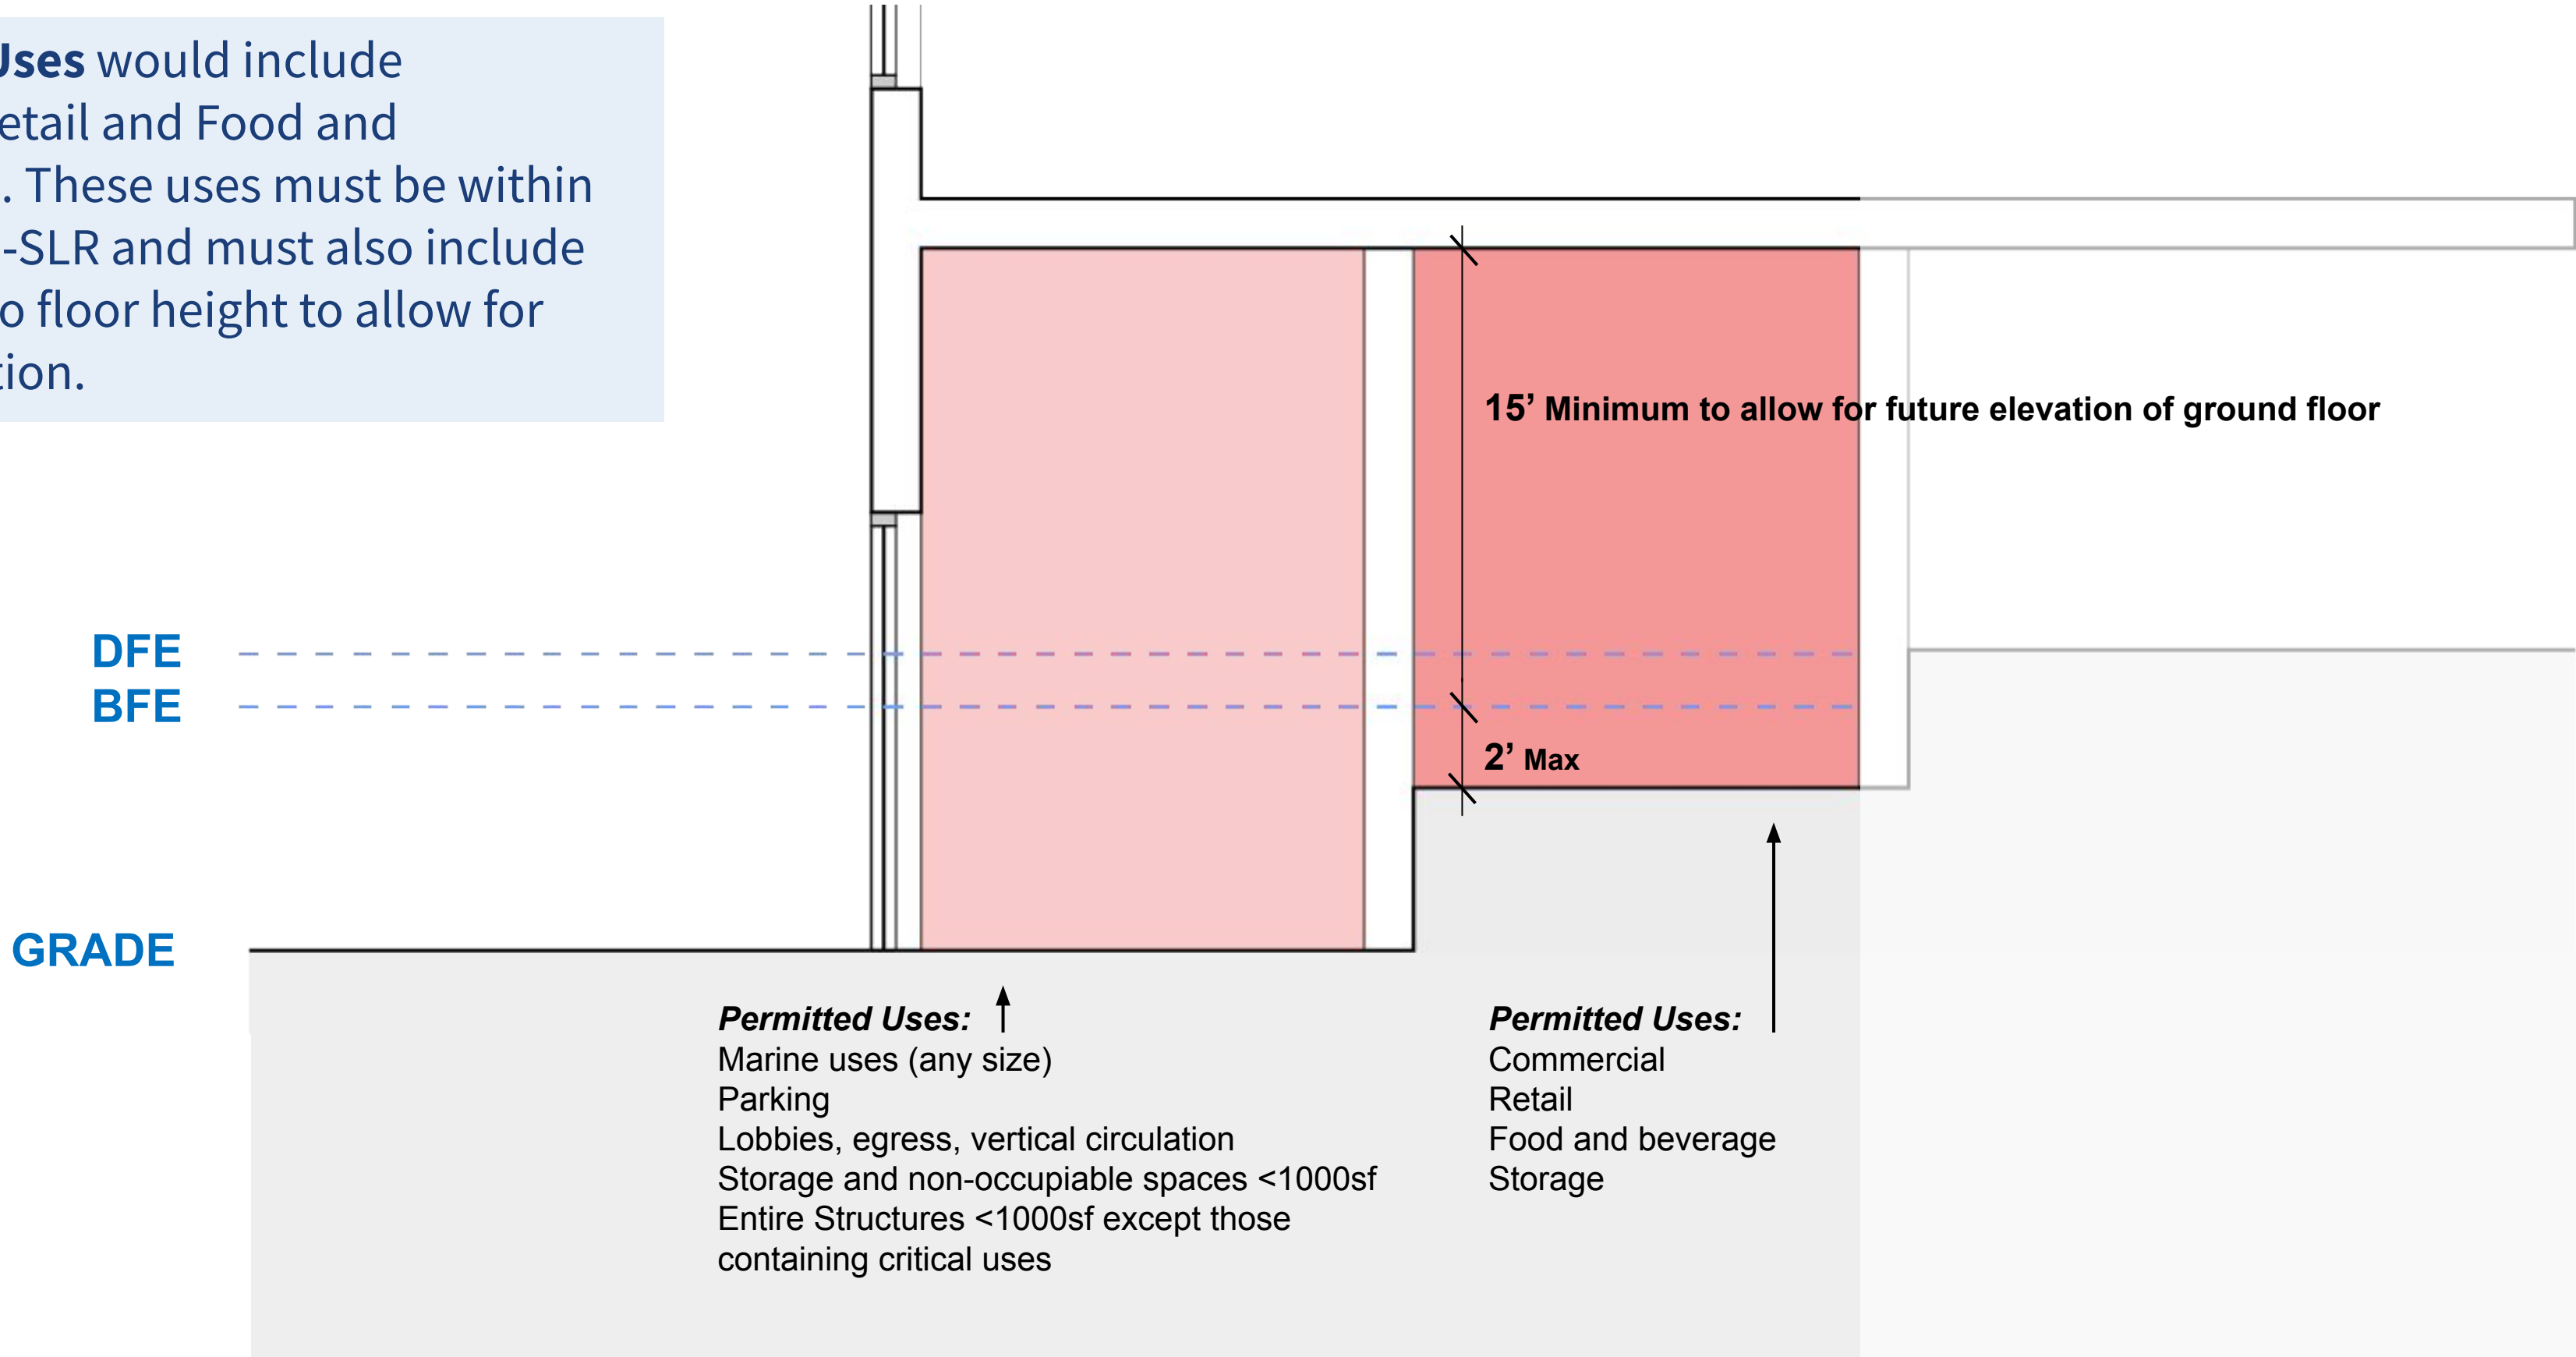 Uses would include
etail and Food and
. These uses must be within
-SLR and must also include
o floor height to allow for
tion.
15’ Minimum to allow for future elevation of ground floor
DFE
BFE
2’ Max
GRADE
Permitted Uses:
Marine uses (any size)
Parking
Lobbies, egress, vertical circulation
Storage and non-occupiable spaces <1000sf
Entire Structures <1000sf except those
containing critical uses
Permitted Uses:
Commercial
Retail
Food and beverage
Storage